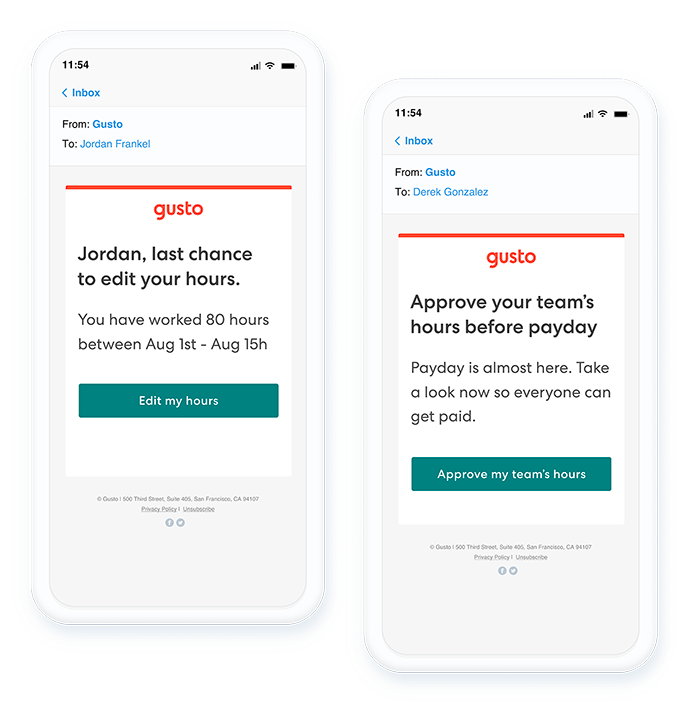 11:54
Inbox
From: Gusto
To: Jordan Frankel
gusto
Jordan, last chance
to edit your hours.
You have worked 80 hours
between Aug 1st - Aug 15h
Edit my hours
© Gusto | 500 Third Street, Suite 405, San Francisco, CA 94107
Privacy Policy | Unsubscribe
11:54
Inbox
From: Gusto
To: Derek Gonzalez
gusto
Approve your team's
hours before payday
Payday is almost here. Take
a look now so everyone can
get paid.
Approve my team's hours
© Gusto | 500 Third Street, Suite 405, San Francisco, CA 94107
Privacy Policy | Unsubscribe